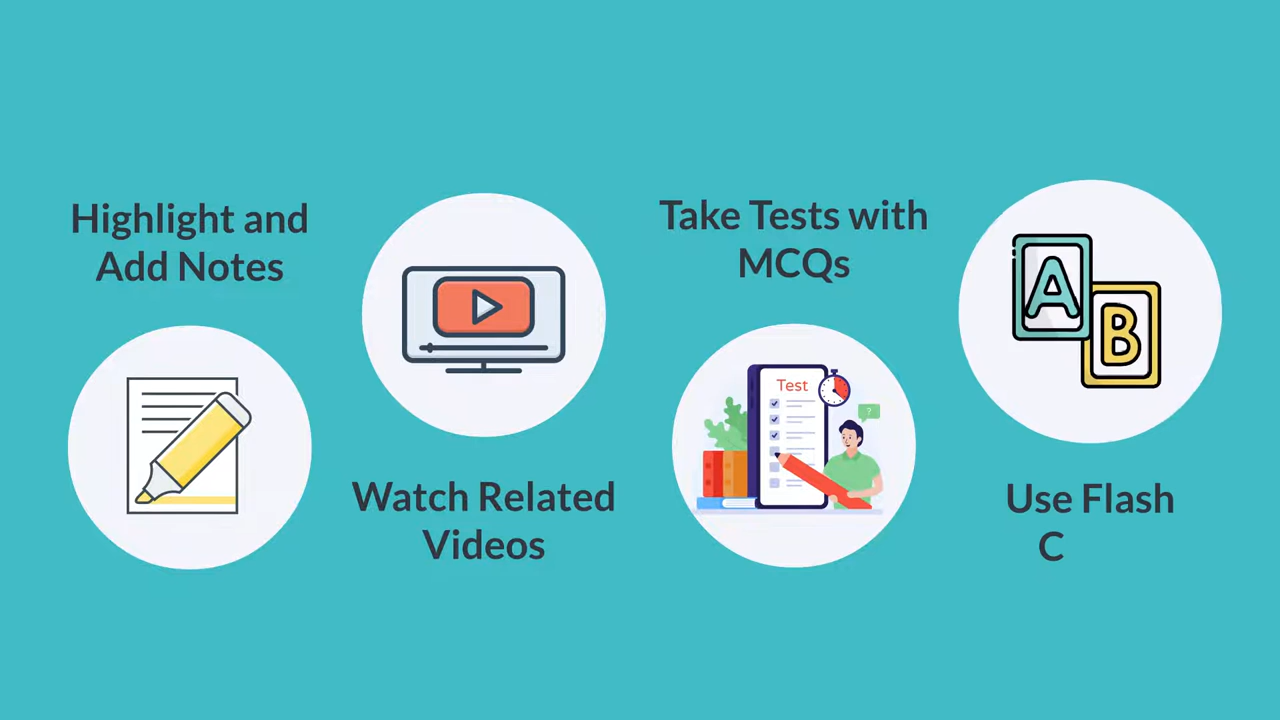 Highlight and
Add Notes
Watch Related
Videos
Take Tests with
MCQs
Test
?
A
B
Use Flash
C